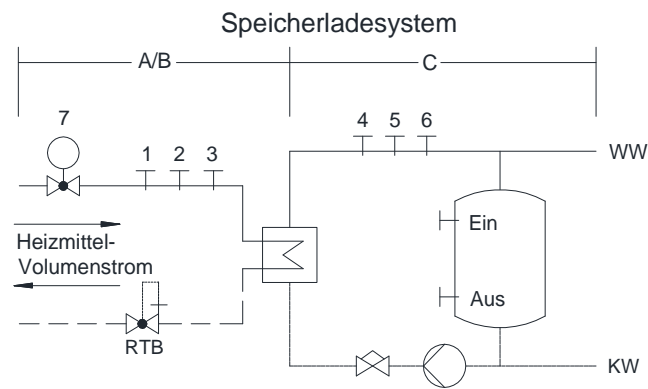 Speicherladesystem
A/B
C
7
1 2 3
4 5 6
WW
Ein
Heizmittel-
Volumenstrom
Aus
RTB
KW